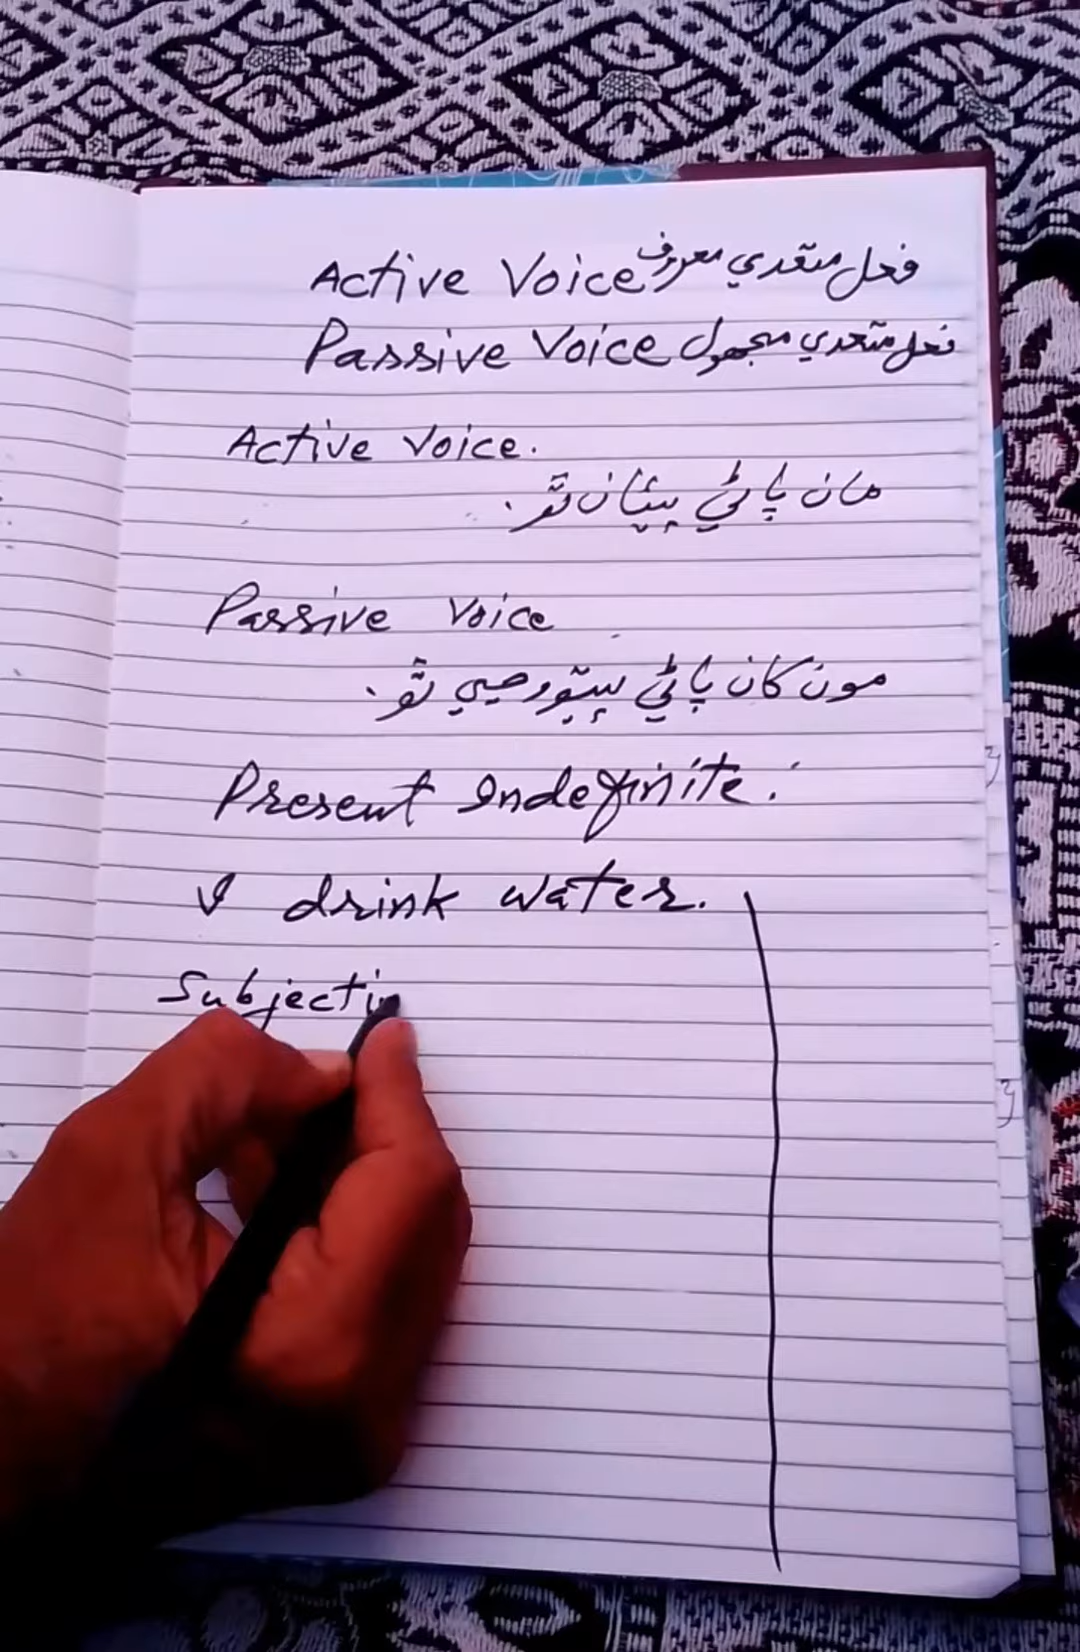 Active Voice فعل متعدي معروف
Passive Voice فعل متعدي مجهول
Active Voice.
مان پاڻي پيئان ٿو.
Passive Voice
مون کان پاڻي پيتو وڃي ٿو.
Present Indefinite.
I drink water.
Subjecti